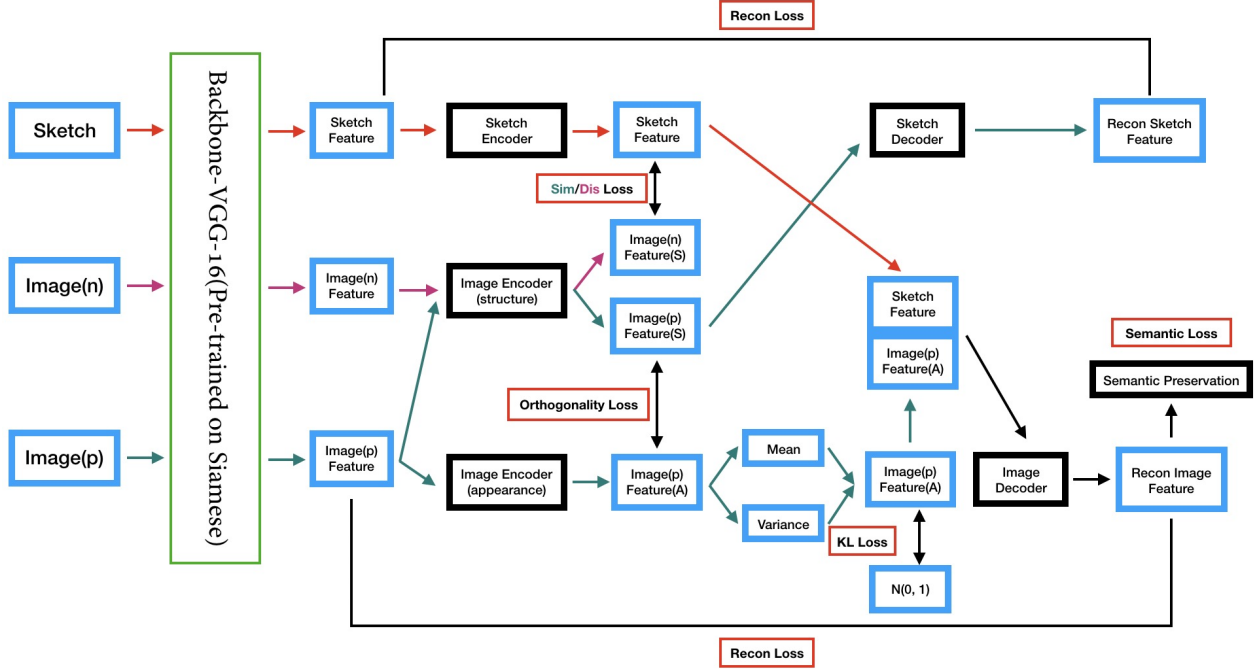 Recon Loss
Sketch
Backbone-VGG-16(Pre-trained on Siamese)
Sketch
Feature
Sketch
Encoder
Sketch
Feature
Sketch
Decoder
Recon Sketch
Feature
Sim/Dis Loss
Image(n)
Image(n)
Feature
Image Encoder
(structure)
Image(n)
Feature(S)
Image(p)
Feature(S)
Sketch
Feature
Image(p)
Feature(A)
Semantic Loss
Semantic Preservation
Orthogonality Loss
Image(p)
Image(p)
Feature
Image Encoder
(appearance)
Image(p)
Feature(A)
Mean
Variance
Image(p)
Feature(A)
Image
Decoder
Recon Image
Feature
KL Loss
N(0, 1)
Recon Loss